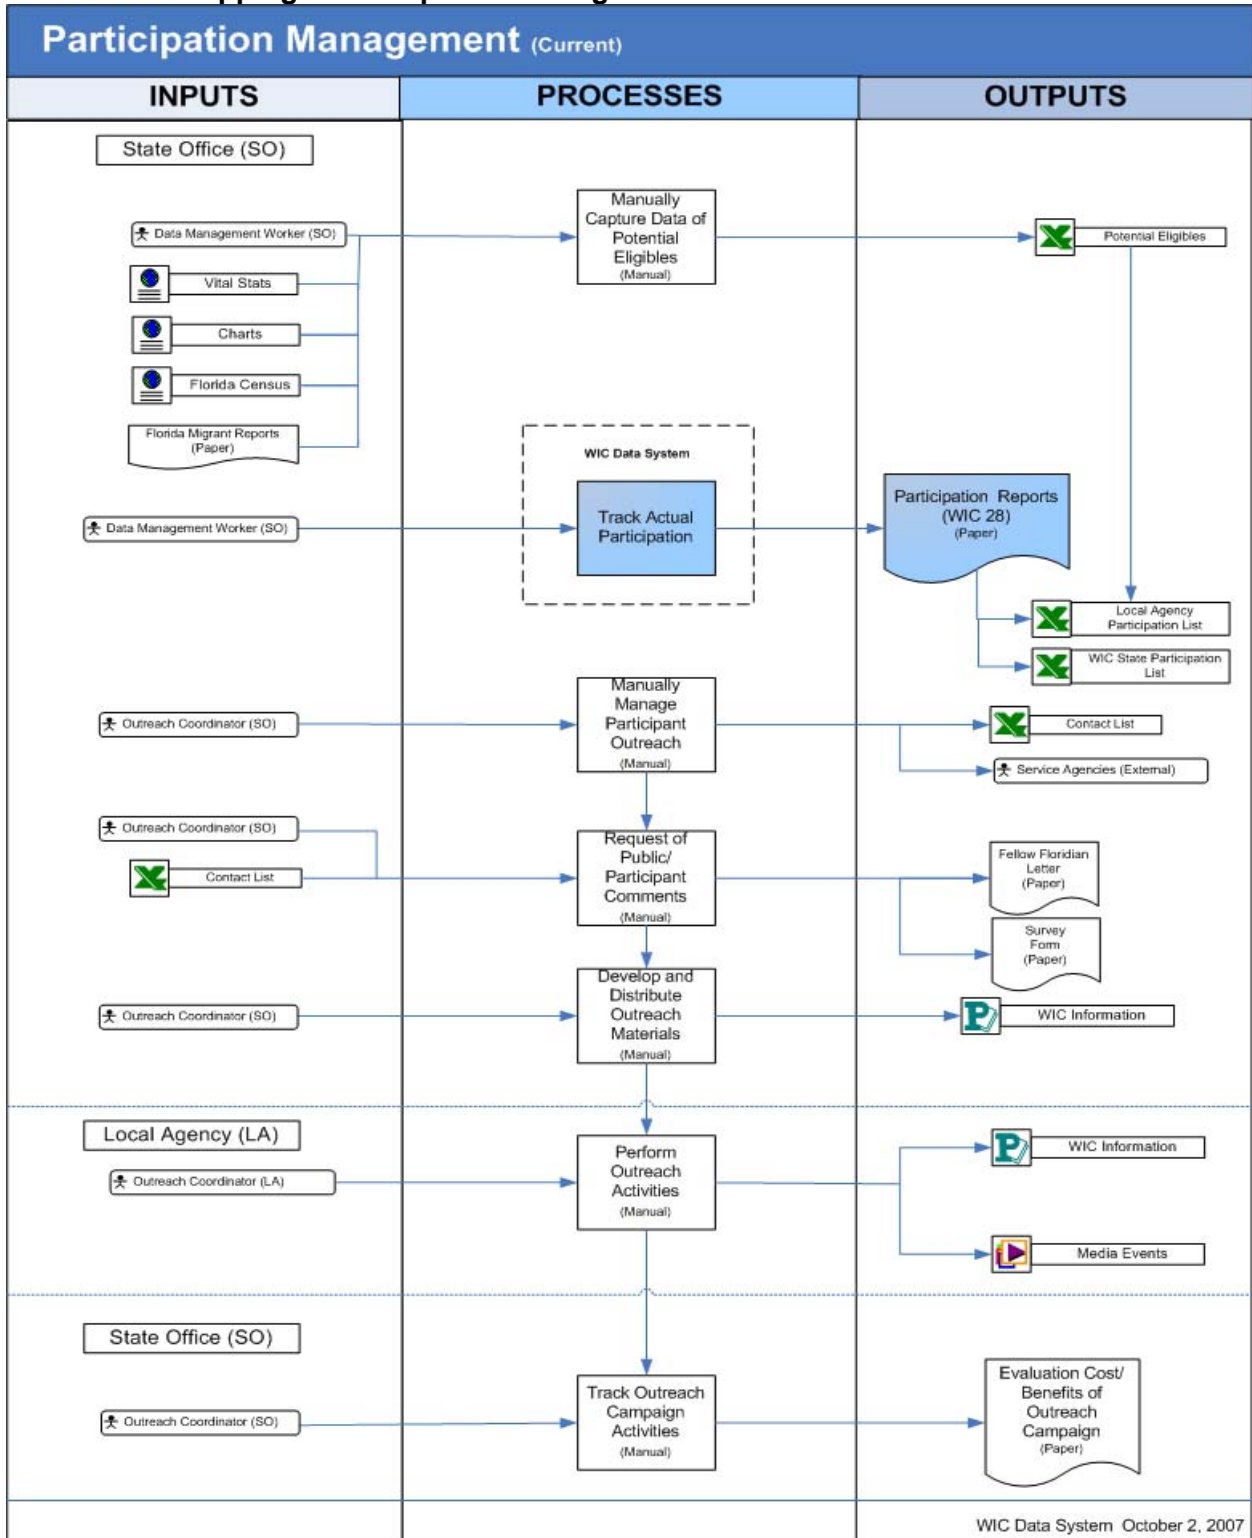 Participation Management (Current)
INPUTS
PROCESSES
OUTPUTS
State Office (SO)
Data Management Worker (SO)
Vital Stats
Charts
Florida Census
Florida Migrant Reports
(Paper)
Manually
Capture Data of
Potential
Eligibles
(Manual)
Potential Eligibles
Data Management Worker (SO)
WIC Data System
Track Actual
Participation
Participation Reports
(WIC 28)
(Paper)
Local Agency
Participation List
WIC State Participation
List
Outreach Coordinator (SO)
Manually
Manage
Participant
Outreach
(Manual)
Contact List
Service Agencies (External)
Outreach Coordinator (SO)
Contact List
Request of
Public/
Participant
Comments
(Manual)
Fellow Floridian
Letter
(Paper)
Survey
Form
(Paper)
Outreach Coordinator (SO)
Develop and
Distribute
Outreach
Materials
(Manual)
WIC Information
Local Agency (LA)
Outreach Coordinator (LA)
Perform
Outreach
Activities
(Manual)
WIC Information
Media Events
State Office (SO)
Outreach Coordinator (SO)
Track Outreach
Campaign
Activities
(Manual)
Evaluation Cost/
Benefits of
Outreach
Campaign
(Paper)
WIC Data System October 2, 2007